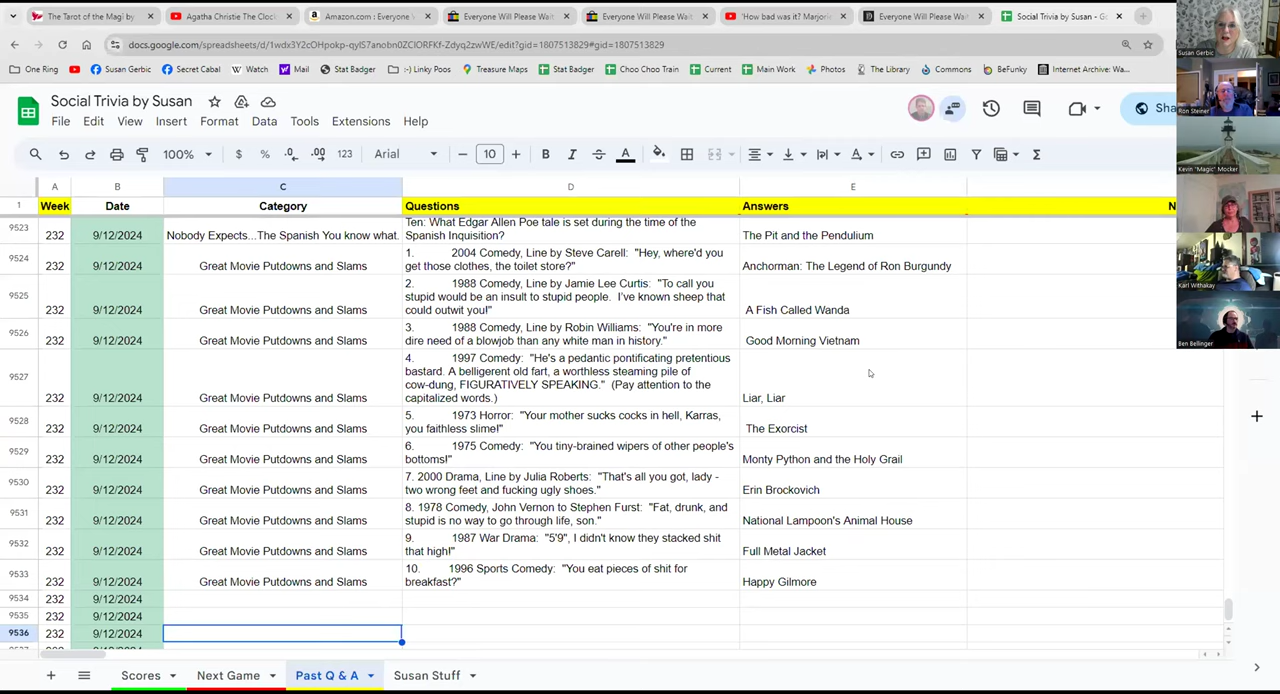 The Tarot of the Magi by
Agatha Christie The Cloc
Amazon.com : Everyone
Everyone Will Please Wait
Everyone Will Please Wait
'How bad was it? Marjorie
Everyone Will Please Wait
Social Trivia by Susan - Go
docs.google.com/spreadsheets/d/1wdx3Y2cOHpokp-qyIS7anobn0ZClORFKf-Zdyq2zwWE/edit?gid=1807513829#gid=1807513829
One Ring
Susan Gerbic
Secret Cabal
Watch
Mail
Stat Badger
:-) Linky Poos
Treasure Maps
Stat Badger
Choo Choo Train
Current
Main Work
Photos
The Library
Commons
BeFunky
Internet Archive: Wa...
Social Trivia by Susan
File Edit View Insert Format Data Tools Extensions Help
Sha
100% $ % .0 .00 123 Arial 10 B I A
A B C D E
1 Week Date Category Questions Answers N
9523 232 9/12/2024 Nobody Expects...The Spanish You know what. Ten: What Edgar Allen Poe tale is set during the time of the
Spanish Inquisition? The Pit and the Pendulium
9524 232 9/12/2024 Great Movie Putdowns and Slams 1. 2004 Comedy, Line by Steve Carell: "Hey, where'd you
get those clothes, the toilet store?" Anchorman: The Legend of Ron Burgundy
9525 232 9/12/2024 Great Movie Putdowns and Slams 2. 1988 Comedy, Line by Jamie Lee Curtis: "To call you
stupid would be an insult to stupid people. I've known sheep that
could outwit you!" A Fish Called Wanda
9526 232 9/12/2024 Great Movie Putdowns and Slams 3. 1988 Comedy, Line by Robin Williams: "You're in more
dire need of a blowjob than any white man in history." Good Morning Vietnam
9527 232 9/12/2024 Great Movie Putdowns and Slams 4. 1997 Comedy: "He's a pedantic pontificating pretentious
bastard. A belligerent old fart, a worthless steaming pile of
cow-dung, FIGURATIVELY SPEAKING." (Pay attention to the
capitalized words.) Liar, Liar
9528 232 9/12/2024 Great Movie Putdowns and Slams 5. 1973 Horror: "Your mother sucks cocks in hell, Karras,
you faithless slime!" The Exorcist
9529 232 9/12/2024 Great Movie Putdowns and Slams 6. 1975 Comedy: "You tiny-brained wipers of other people's
bottoms!" Monty Python and the Holy Grail
9530 232 9/12/2024 Great Movie Putdowns and Slams 7. 2000 Drama, Line by Julia Roberts: "That's all you got, lady -
two wrong feet and fucking ugly shoes." Erin Brockovich
9531 232 9/12/2024 Great Movie Putdowns and Slams 8. 1978 Comedy, John Vernon to Stephen Furst: "Fat, drunk, and
stupid is no way to go through life, son." National Lampoon's Animal House
9532 232 9/12/2024 Great Movie Putdowns and Slams 9. 1987 War Drama: "5'9", I didn't know they stacked shit
that high!" Full Metal Jacket
9533 232 9/12/2024 Great Movie Putdowns and Slams 10. 1996 Sports Comedy: "You eat pieces of shit for
breakfast?" Happy Gilmore
9534 232 9/12/2024
9535 232 9/12/2024
9536 232 9/12/2024
Scores
Next Game
Past Q & A
Susan Stuff
Susan Gerbic
Ron Steiner
Kevin "Magic" Mocker
Karl Withakay
Ben Bellinger